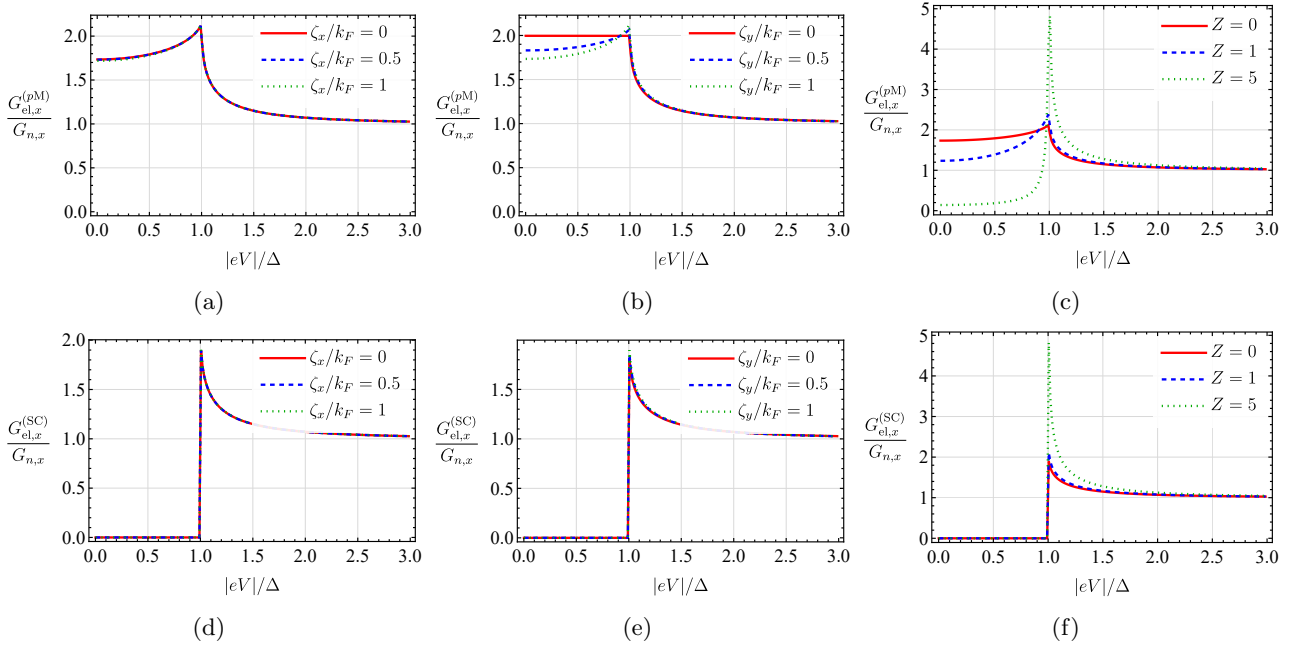 2.0
1.5
1.0
0.5
0.0
G_{el,x}^{(pM)}
G_{n,x}
ζ_x/k_F = 0
ζ_x/k_F = 0.5
ζ_x/k_F = 1
0.0 0.5 1.0 1.5 2.0 2.5 3.0
|eV|/Δ
(a)
2.0
1.5
1.0
0.5
0.0
G_{el,x}^{(pM)}
G_{n,x}
ζ_y/k_F = 0
ζ_y/k_F = 0.5
ζ_y/k_F = 1
0.0 0.5 1.0 1.5 2.0 2.5 3.0
|eV|/Δ
(b)
5
4
3
2
1
0
G_{el,x}^{(pM)}
G_{n,x}
Z = 0
Z = 1
Z = 5
0.0 0.5 1.0 1.5 2.0 2.5 3.0
|eV|/Δ
(c)
2.0
1.5
1.0
0.5
0.0
G_{el,x}^{(SC)}
G_{n,x}
ζ_x/k_F = 0
ζ_x/k_F = 0.5
ζ_x/k_F = 1
0.0 0.5 1.0 1.5 2.0 2.5 3.0
|eV|/Δ
(d)
1.5
1.0
0.5
0.0
G_{el,x}^{(SC)}
G_{n,x}
ζ_y/k_F = 0
ζ_y/k_F = 0.5
ζ_y/k_F = 1
0.0 0.5 1.0 1.5 2.0 2.5 3.0
|eV|/Δ
(e)
5
4
3
2
1
0
G_{el,x}^{(SC)}
G_{n,x}
Z = 0
Z = 1
Z = 5
0.0 0.5 1.0 1.5 2.0 2.5 3.0
|eV|/Δ
(f)